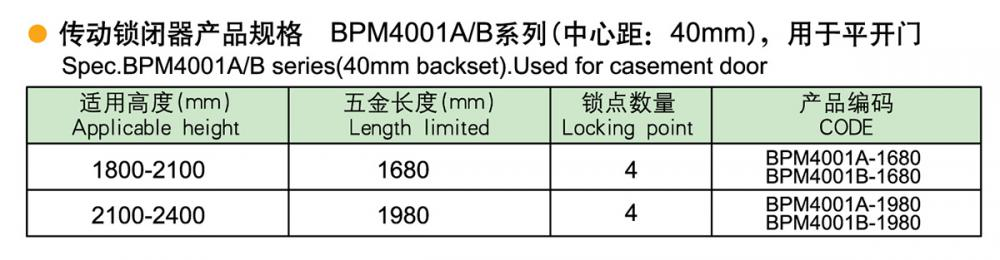 传动锁闭器产品规格 BPM4001A/B系列(中心距：40mm)，用于平开门
Spec.BPM4001A/B series(40mm backset).Used for casement door
适用高度(mm) 五金长度(mm) 锁点数量 产品编码
Applicable height Length limited Locking point CODE
1800-2100 1680 4 BPM4001A-1680
BPM4001B-1680
2100-2400 1980 4 BPM4001A-1980
BPM4001B-1980